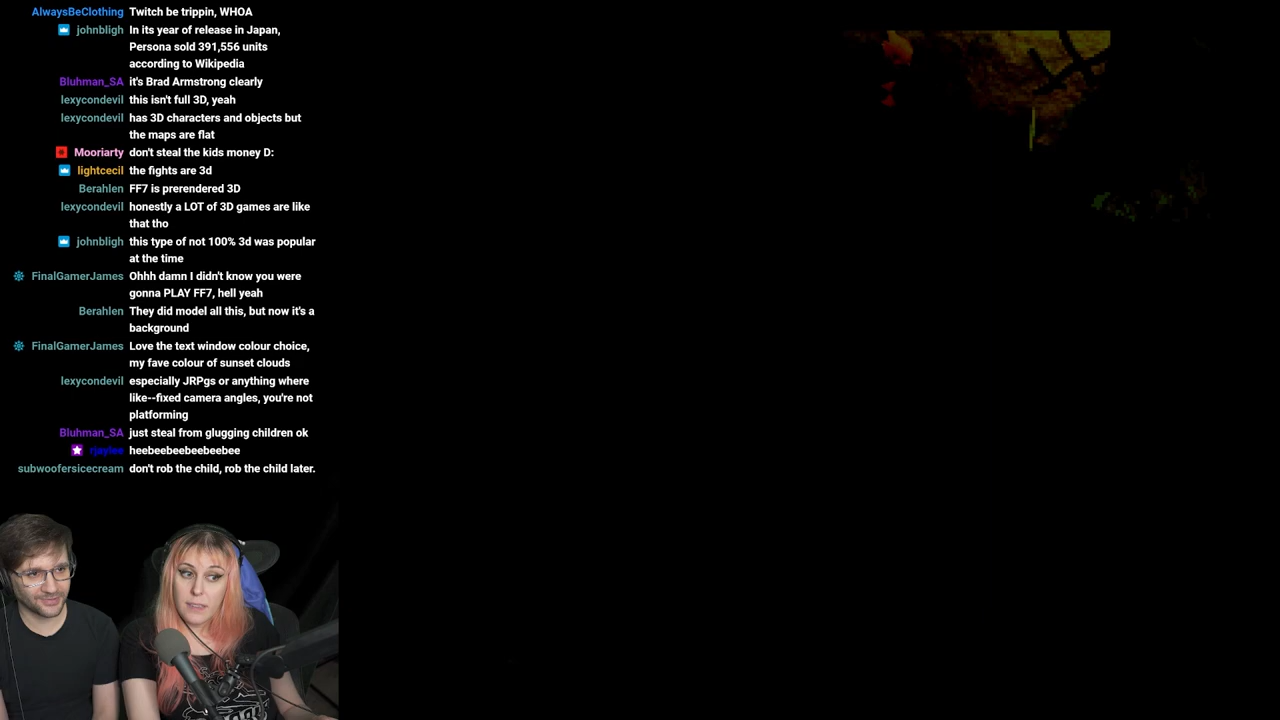 AlwaysBeClothing Twitch be trippin, WHOA
johnbligh In its year of release in Japan,
Persona sold 391,556 units
according to Wikipedia
Bluhman_SA it's Brad Armstrong clearly
lexycondevil this isn't full 3D, yeah
lexycondevil has 3D characters and objects but
the maps are flat
Mooriarty don't steal the kids money D:
lightcecil the fights are 3d
Berahlen FF7 is prerendered 3D
lexycondevil honestly a LOT of 3D games are like
that tho
johnbligh this type of not 100% 3d was popular
at the time
FinalGamerJames Ohhh damn I didn't know you were
gonna PLAY FF7, hell yeah
Berahlen They did model all this, but now it's a
background
FinalGamerJames Love the text window colour choice,
my fave colour of sunset clouds
lexycondevil especially JRPgs or anything where
like--fixed camera angles, you're not
platforming
Bluhman_SA just steal from glugging children ok
rjaylee heebeebeebeebeebee
subwoofersicecream don't rob the child, rob the child later.